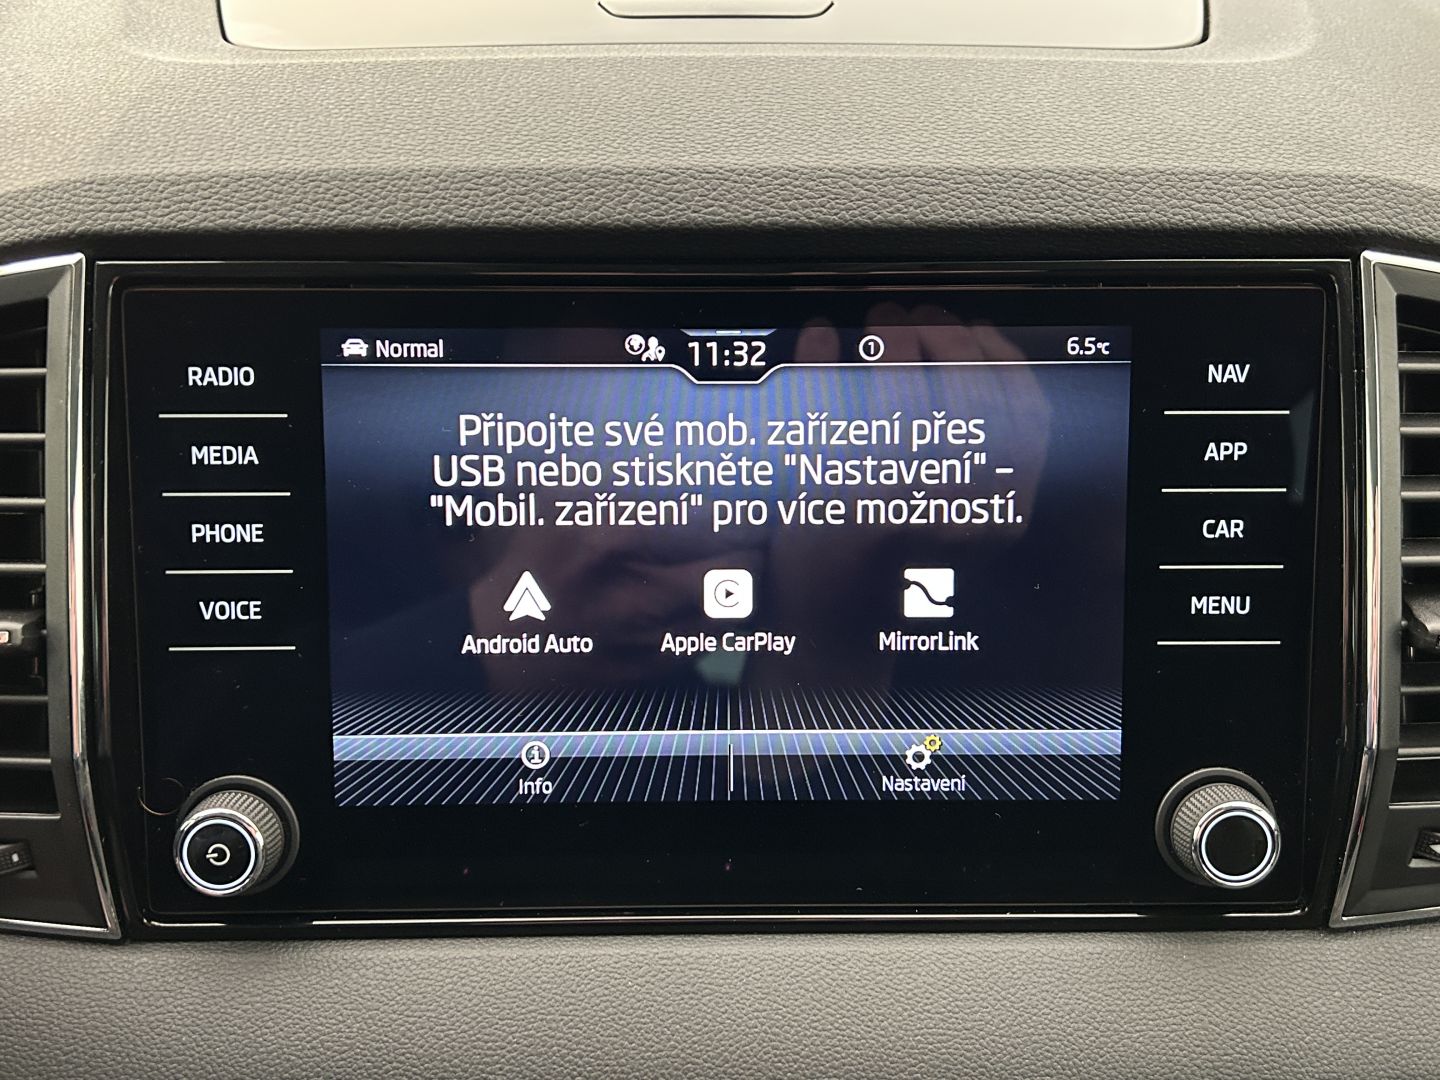 Normal 11:32 1 6.5°C
RADIO
MEDIA
PHONE
VOICE
Připojte své mob. zařízení přes
USB nebo stiskněte "Nastavení" –
"Mobil. zařízení" pro více možností.
Android Auto Apple CarPlay MirrorLink
Info Nastavení
NAV
APP
CAR
MENU